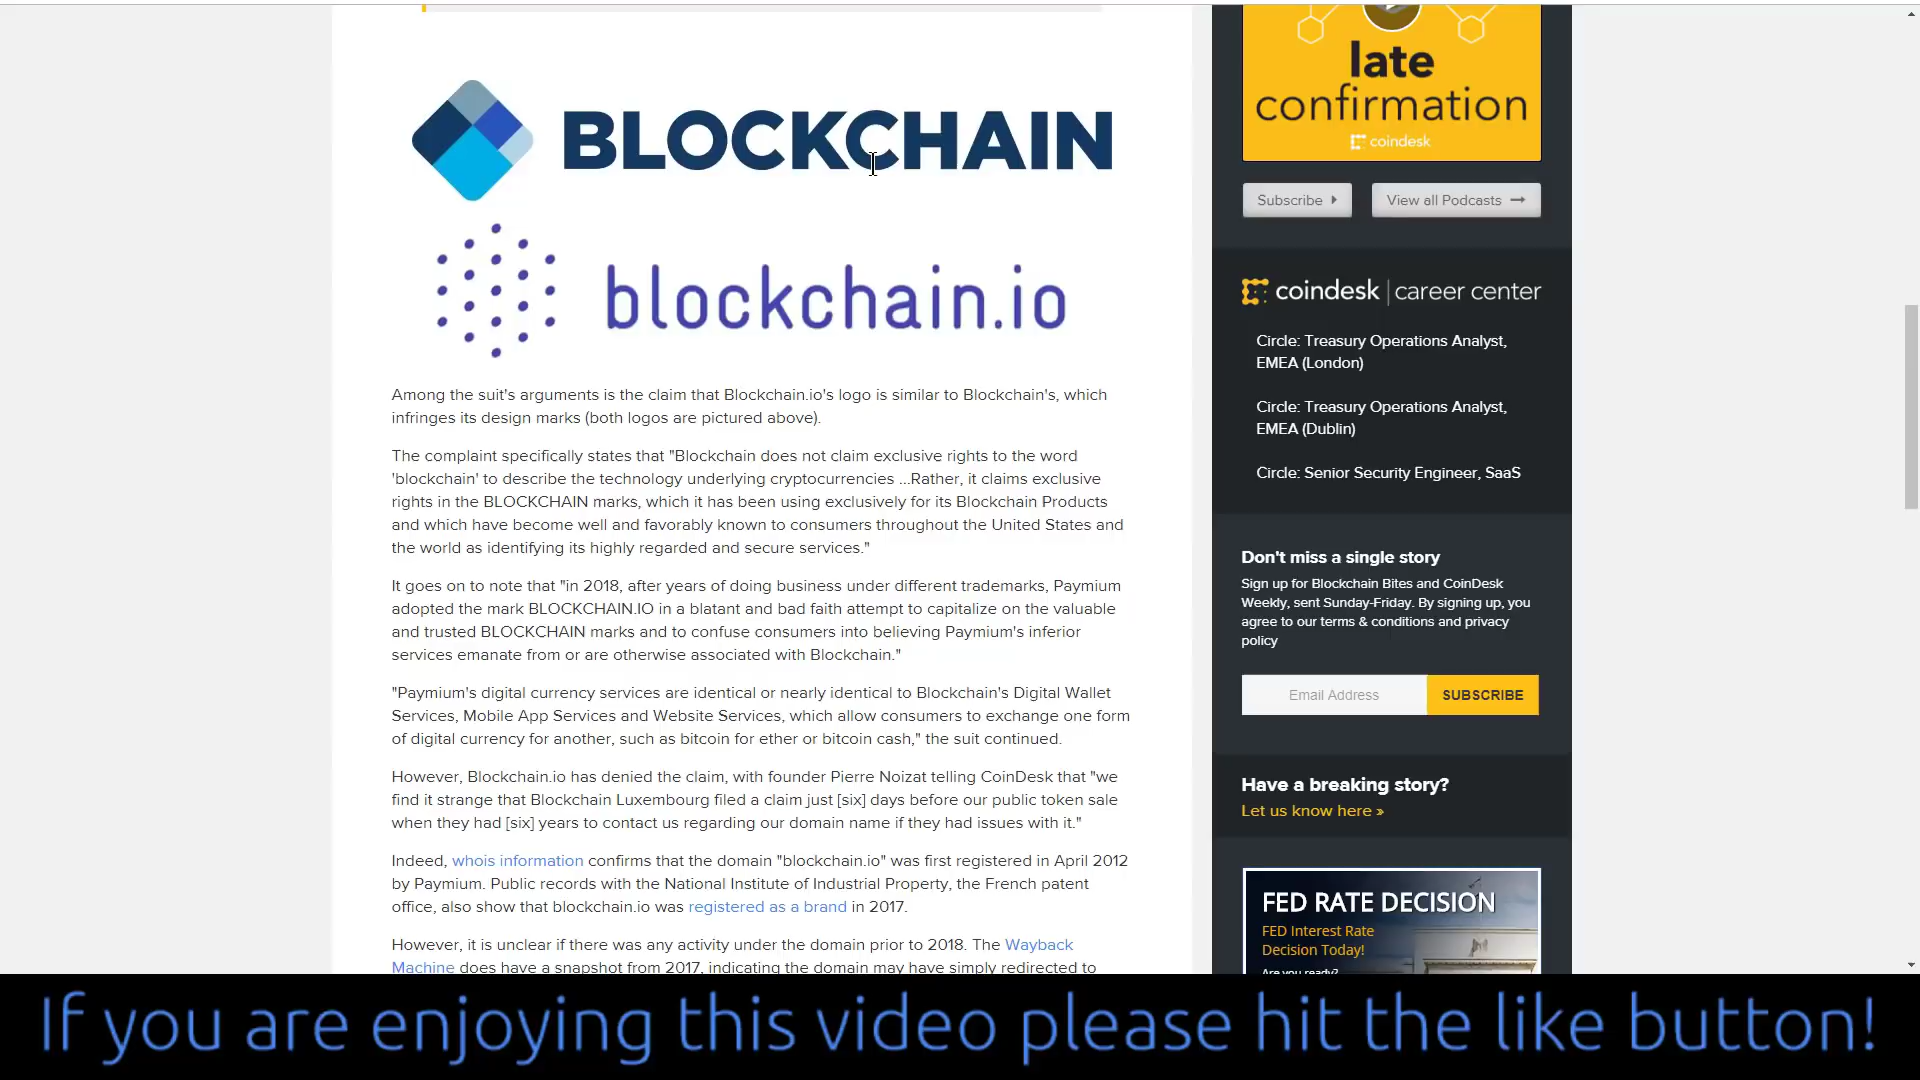 BLOCKCHAIN
blockchain.io
Among the suit's arguments is the claim that Blockchain.io's logo is similar to Blockchain's, which
infringes its design marks (both logos are pictured above).
The complaint specifically states that "Blockchain does not claim exclusive rights to the word
'blockchain' to describe the technology underlying cryptocurrencies ...Rather, it claims exclusive
rights in the BLOCKCHAIN marks, which it has been using exclusively for its Blockchain Products
and which have become well and favorably known to consumers throughout the United States and
the world as identifying its highly regarded and secure services."
It goes on to note that "in 2018, after years of doing business under different trademarks, Paymium
adopted the mark BLOCKCHAIN.IO in a blatant and bad faith attempt to capitalize on the valuable
and trusted BLOCKCHAIN marks and to confuse consumers into believing Paymium's inferior
services emanate from or are otherwise associated with Blockchain."
"Paymium's digital currency services are identical or nearly identical to Blockchain's Digital Wallet
Services, Mobile App Services and Website Services, which allow consumers to exchange one form
of digital currency for another, such as bitcoin for ether or bitcoin cash," the suit continued.
However, Blockchain.io has denied the claim, with founder Pierre Noizat telling CoinDesk that "we
find it strange that Blockchain Luxembourg filed a claim just [six] days before our public token sale
when they had [six] years to contact us regarding our domain name if they had issues with it."
Indeed, whois information confirms that the domain "blockchain.io" was first registered in April 2012
by Paymium. Public records with the National Institute of Industrial Property, the French patent
office, also show that blockchain.io was registered as a brand in 2017.
However, it is unclear if there was any activity under the domain prior to 2018. The Wayback
Machine does have a snapshot from 2017, indicating the domain may have simply redirected to
late
confirmation
coindesk
Subscribe
View all Podcasts
coindesk | career center
Circle: Treasury Operations Analyst,
EMEA (London)
Circle: Treasury Operations Analyst,
EMEA (Dublin)
Circle: Senior Security Engineer, SaaS
Don't miss a single story
Sign up for Blockchain Bites and CoinDesk
Weekly, sent Sunday-Friday. By signing up, you
agree to our terms & conditions and privacy
policy
Email Address
SUBSCRIBE
Have a breaking story?
Let us know here »
FED RATE DECISION
FED Interest Rate
Decision Today!
Are you ready?
If you are enjoying this video please hit the like button!